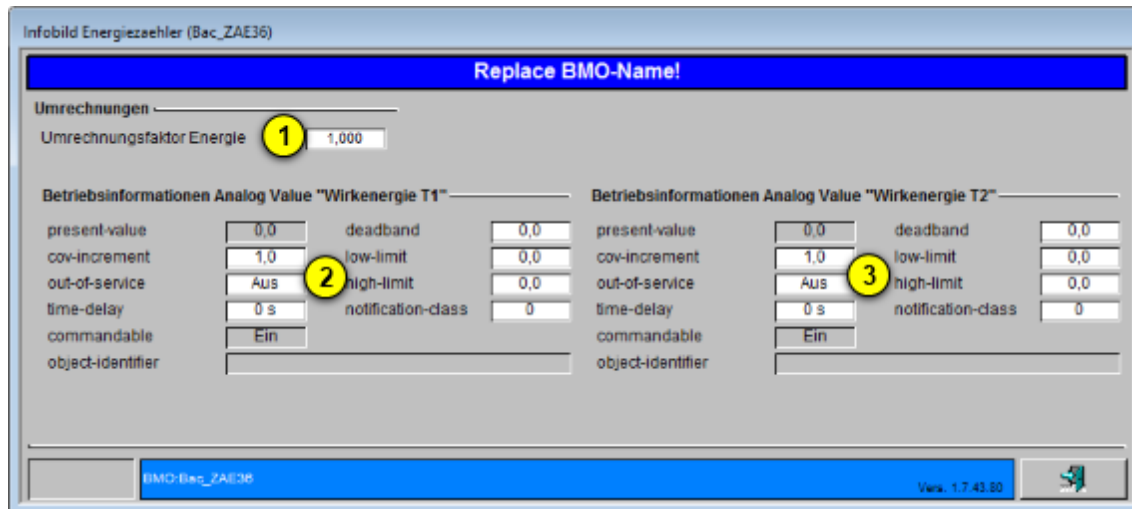 Infobild Energiezaehler (Bac_ZAE36)
Replace BMO-Name!
Umrechnungen
Umrechnungsfaktor Energie 1 1,000
Betriebsinformationen Analog Value "Wirkenergie T1"
present-value 0,0 deadband 0,0
cov-increment 1,0 low-limit 0,0
out-of-service Aus 2 high-limit 0,0
time-delay 0 s notification-class 0
commandable Ein
object-identifier
Betriebsinformationen Analog Value "Wirkenergie T2"
present-value 0,0 deadband 0,0
cov-increment 1,0 low-limit 0,0
out-of-service Aus 3 high-limit 0,0
time-delay 0 s notification-class 0
commandable Ein
object-identifier
BMO:Bac_ZAE36
Vers. 1.7.43.80